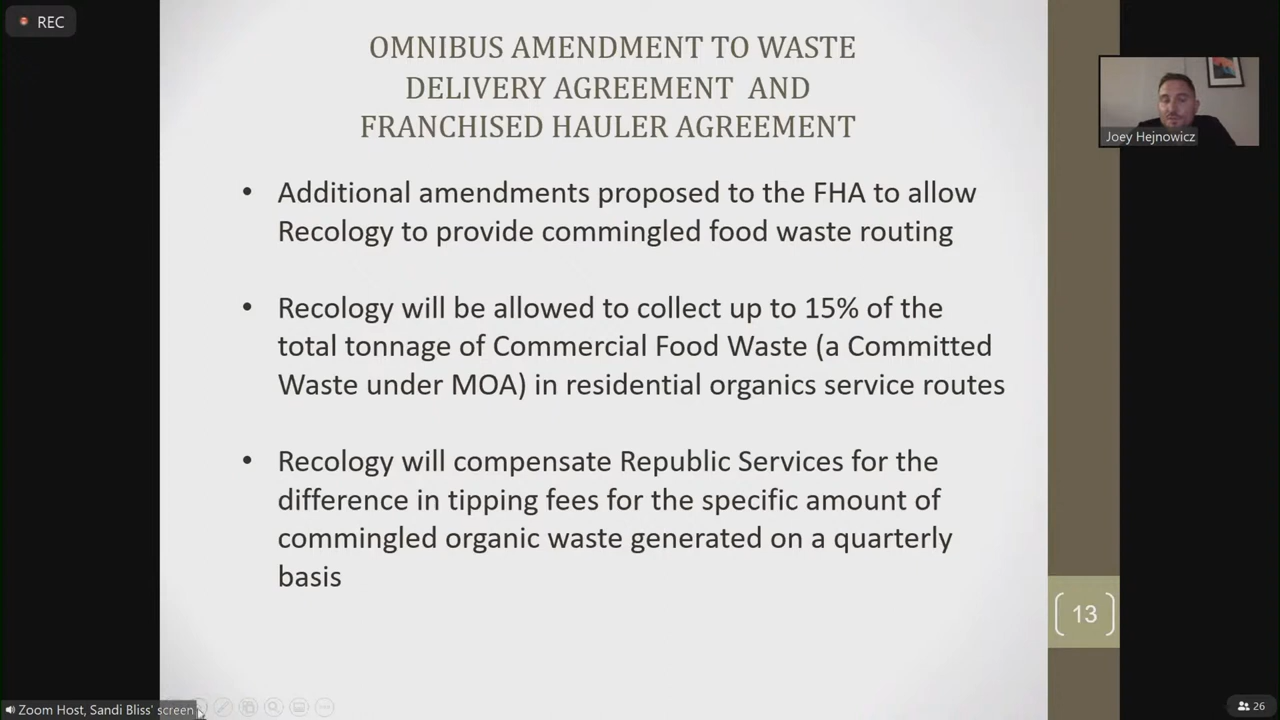 REC
OMNIBUS AMENDMENT TO WASTE
DELIVERY AGREEMENT AND
FRANCHISED HAULER AGREEMENT
Joey Hejnowicz
• Additional amendments proposed to the FHA to allow
Recology to provide commingled food waste routing
• Recology will be allowed to collect up to 15% of the
total tonnage of Commercial Food Waste (a Committed
Waste under MOA) in residential organics service routes
• Recology will compensate Republic Services for the
difference in tipping fees for the specific amount of
commingled organic waste generated on a quarterly
basis
13
Zoom Host, Sandi Bliss' screen
26